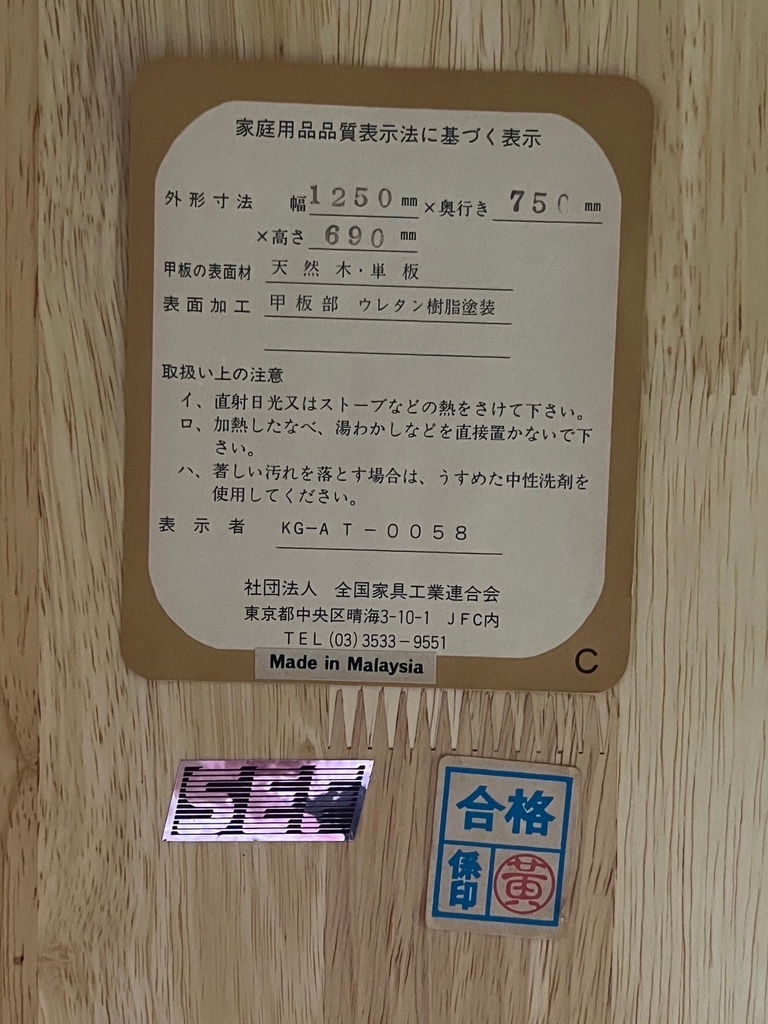 家庭用品品質表示法に基づく表示
外形寸法 幅1250mm×奥行き750mm
×高さ690mm
甲板の表面材 天然木・単板
表面加工 甲板部 ウレタン樹脂塗装
取扱い上の注意
イ、直射日光又はストーブなどの熱をさけて下さい。
ロ、加熱したなべ、湯わかしなどを直接置かないで下
さい。
ハ、著しい汚れを落とす場合は、うすめた中性洗剤を
使用してください。
表示者 KG-AT-0058
社団法人 全国家具工業連合会
東京都中央区晴海3-10-1 JFC内
TEL(03)3533-9551
Made in Malaysia
C
合格
係印
黄